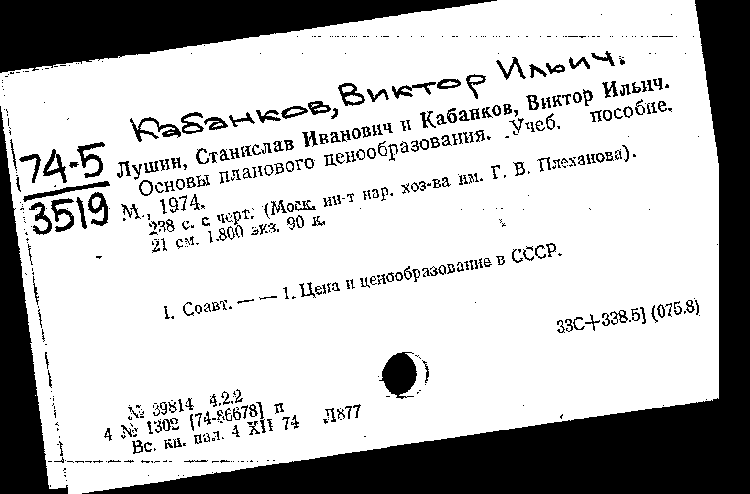 Кабанков, Виктор Ильич.
74-5
3519
Лушин, Станислав Иванович и Кабанков, Виктор Ильич.
Основы планового ценообразования. Учеб. пособие.
М., 1974.
238 с. с черт. (Моск. ин-т нар. хоз-ва им. Г. В. Плеханова).
21 см. 1.800 экз. 90 к.
I. Соавт. — — 1. Цена и ценообразование в СССР.
33С+338.5] (075.8)
№ 39814 4.2.2
4 № 1302 [74-86678] п
Вс. кн. пал. 4 XII 74 Л877